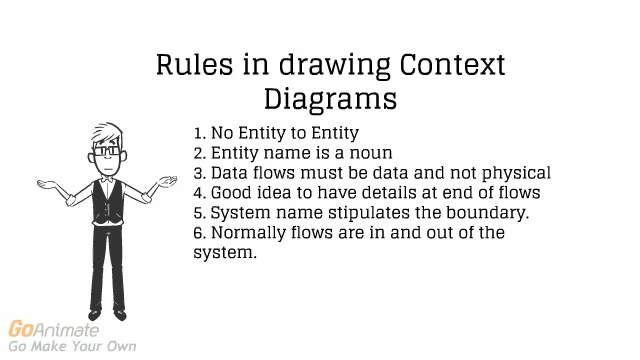 Rules in drawing Context
Diagrams
1. No Entity to Entity
2. Entity name is a noun
3. Data flows must be data and not physical
4. Good idea to have details at end of flows
5. System name stipulates the boundary.
6. Normally flows are in and out of the
system.
GoAnimate
Go Make Your Own